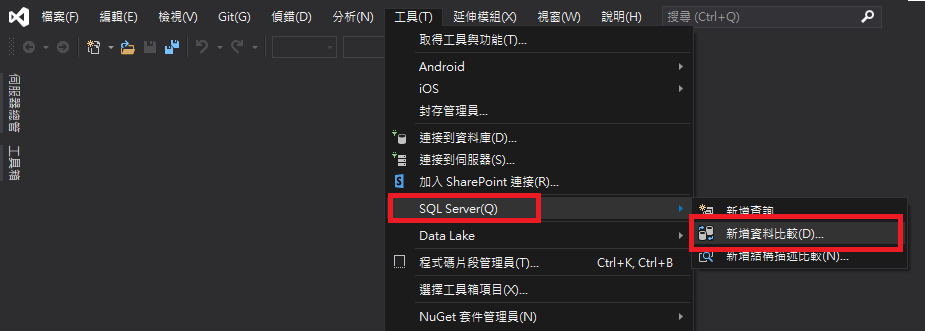 檔案(F) 編輯(E) 檢視(V) Git(G) 偵錯(D) 分析(N) 工具(T) 延伸模組(X) 視窗(W) 說明(H) 搜尋 (Ctrl+Q)
伺服器總管
工具箱
取得工具與功能(T)...
Android
iOS
封存管理員...
連接到資料庫(D)...
連接到伺服器(S)...
加入 SharePoint 連接(R)...
SQL Server(Q)
Data Lake
程式碼片段管理員(T)... Ctrl+K, Ctrl+B
選擇工具箱項目(X)...
NuGet 套件管理員(N)
新增查詢
新增資料比較(D)...
新增結構描述比較(N)...